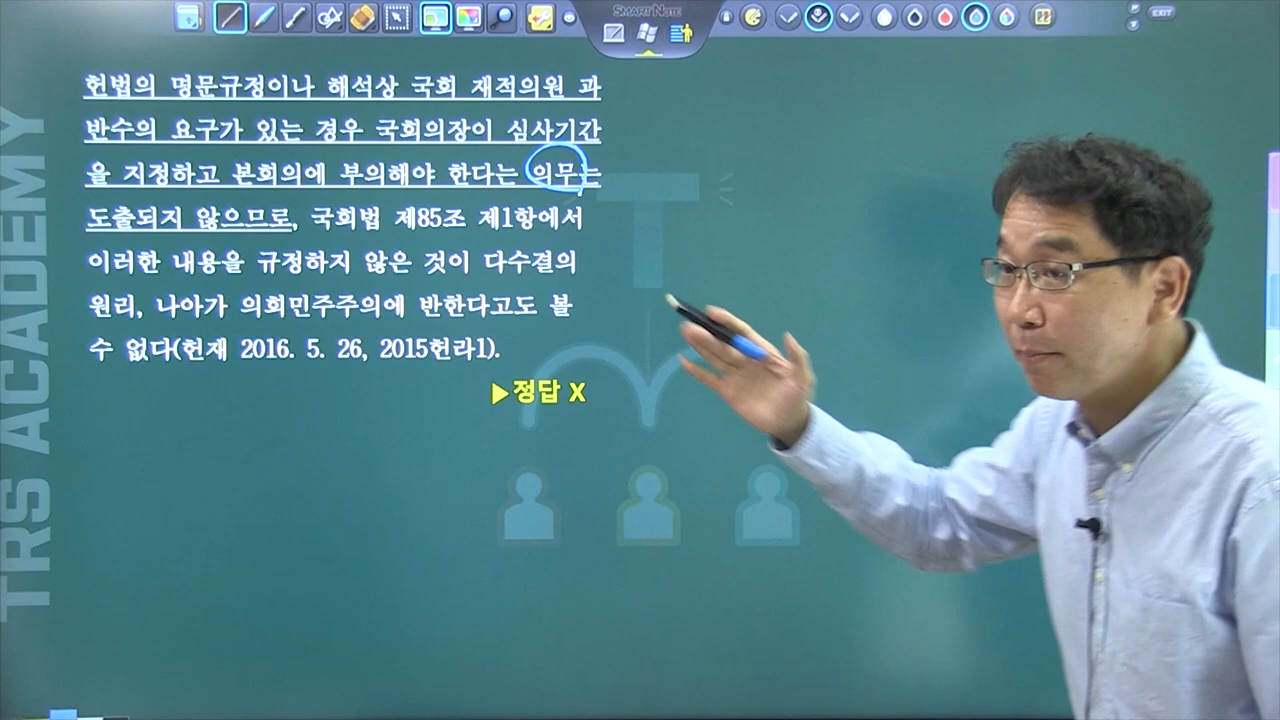 SMART NOTE
EXIT
헌법의 명문규정이나 해석상 국회 재적의원 과
반수의 요구가 있는 경우 국회의장이 심사기간
을 지정하고 본회의에 부의해야 한다는 의무는
도출되지 않으므로, 국회법 제85조 제1항에서
이러한 내용을 규정하지 않은 것이 다수결의
원리, 나아가 의회민주주의에 반한다고도 볼
수 없다(헌재 2016. 5. 26, 2015헌라1).
▶정답 X
TRS ACADEMY